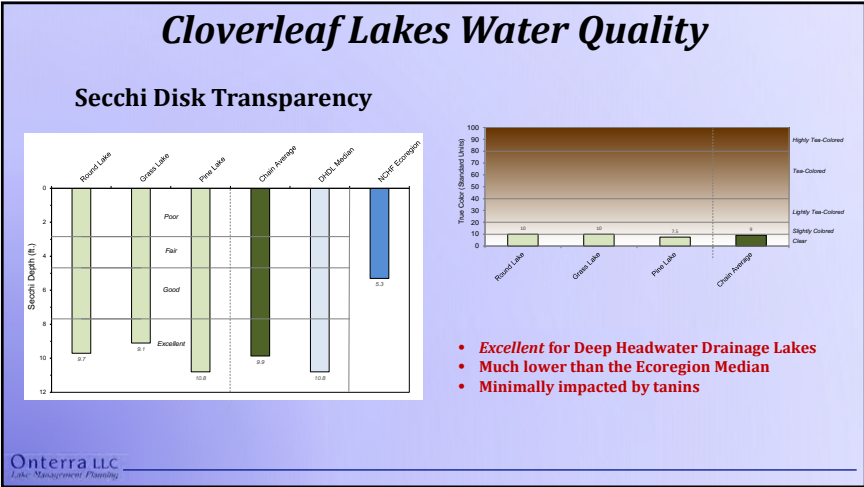 Cloverleaf Lakes Water Quality
Secchi Disk Transparency
Round Lake
Grass Lake
Pine Lake
Chain Average
DHDL Median
NCHF Ecoregion
Secchi Depth (ft.)
0
2
4
6
8
10
12
Poor
Fair
Good
Excellent
9.7
9.1
10.8
9.9
10.8
5.3
True Color (Standard Units)
100
90
80
70
60
50
40
30
20
10
0
Highly Tea-Colored
Tea-Colored
Lightly Tea-Colored
Slightly Colored
Clear
10
10
7.5
9
Round Lake
Grass Lake
Pine Lake
Chain Average
• Excellent for Deep Headwater Drainage Lakes
• Much lower than the Ecoregion Median
• Minimally impacted by tanins
Onterra LLC
Lake Management Planning